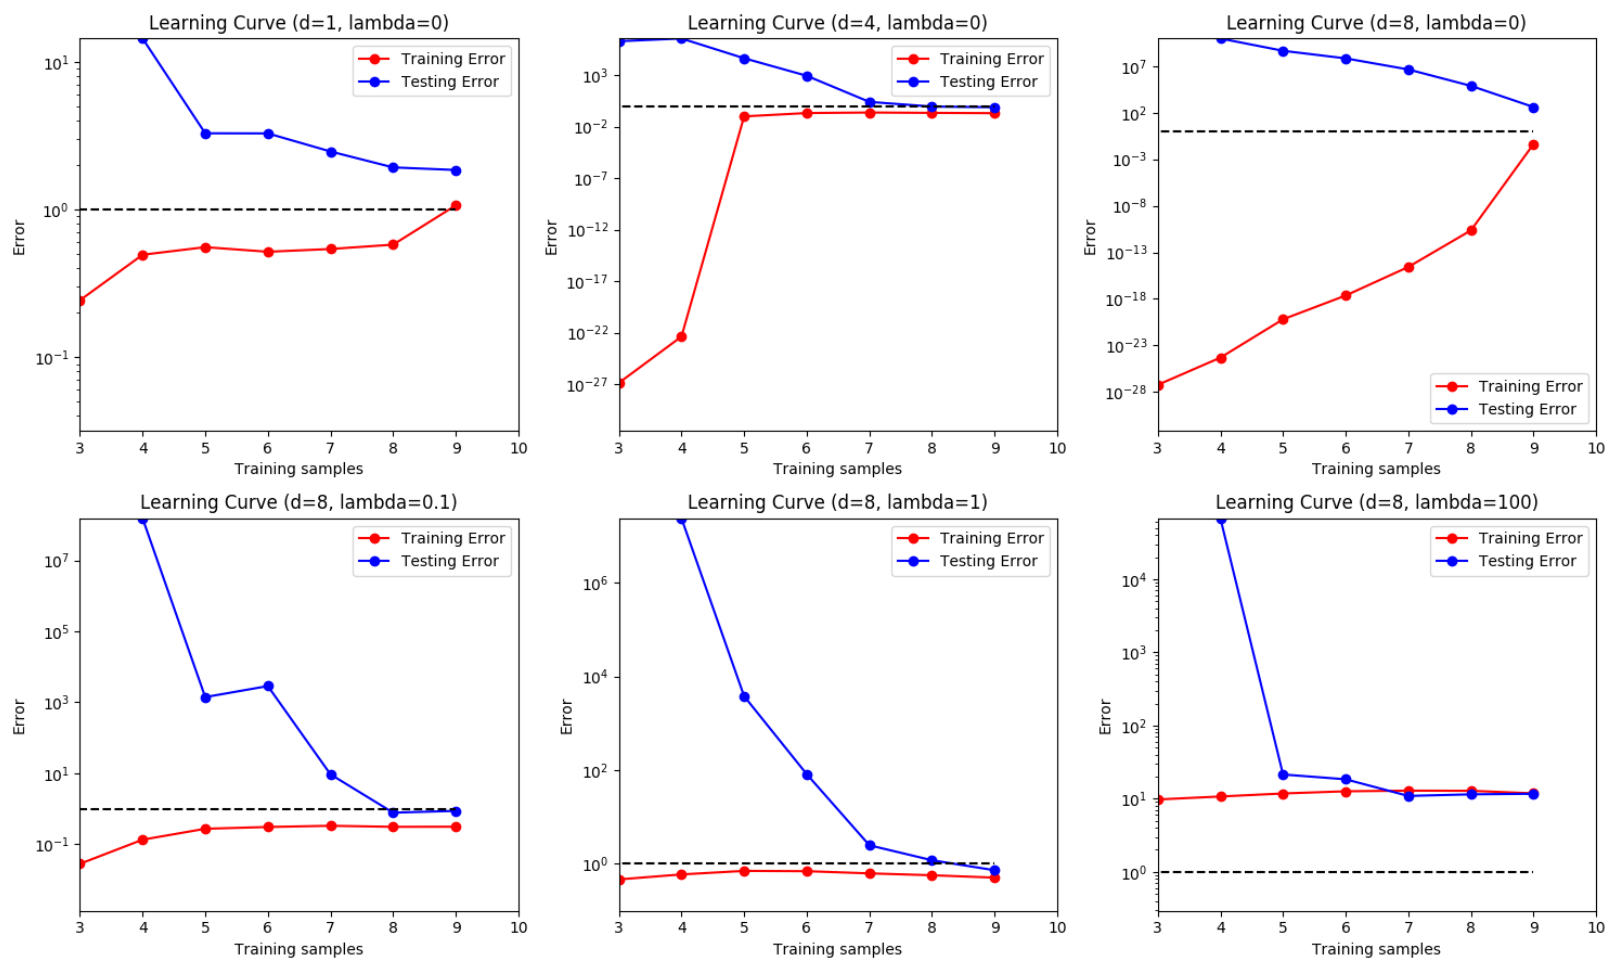 Learning Curve (d=1, lambda=0)
10^1
10^0
10^-1
Error
Training Error
Testing Error
3 4 5 6 7 8 9 10
Training samples
Learning Curve (d=4, lambda=0)
10^3
10^-2
10^-7
10^-12
10^-17
10^-22
10^-27
Error
Training Error
Testing Error
3 4 5 6 7 8 9 10
Training samples
Learning Curve (d=8, lambda=0)
10^7
10^2
10^-3
10^-8
10^-13
10^-18
10^-23
10^-28
Error
Training Error
Testing Error
3 4 5 6 7 8 9 10
Training samples
Learning Curve (d=8, lambda=0.1)
10^7
10^5
10^3
10^1
10^-1
Error
Training Error
Testing Error
3 4 5 6 7 8 9 10
Training samples
Learning Curve (d=8, lambda=1)
10^6
10^4
10^2
10^0
Error
Training Error
Testing Error
3 4 5 6 7 8 9 10
Training samples
Learning Curve (d=8, lambda=100)
10^4
10^3
10^2
10^1
10^0
Error
Training Error
Testing Error
3 4 5 6 7 8 9 10
Training samples